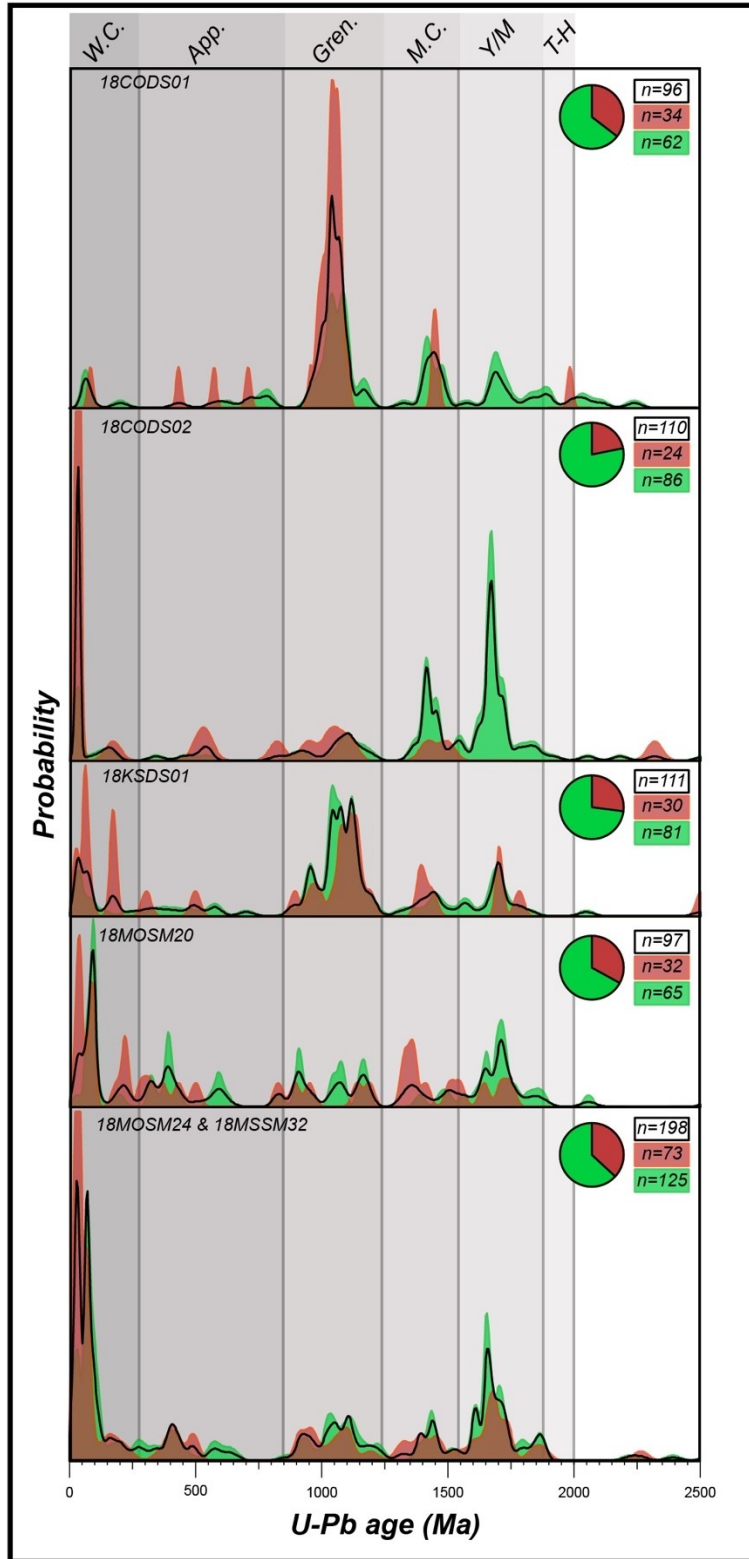 W.C. App. Gren. M.C. Y/M T-H
18CODS01
n=96
n=34
n=62
18CODS02
n=110
n=24
n=86
18KSDS01
n=111
n=30
n=81
18MOSM20
n=97
n=32
n=65
18MOSM24 & 18MSSM32
n=198
n=73
n=125
Probability
0 500 1000 1500 2000 2500
U-Pb age (Ma)